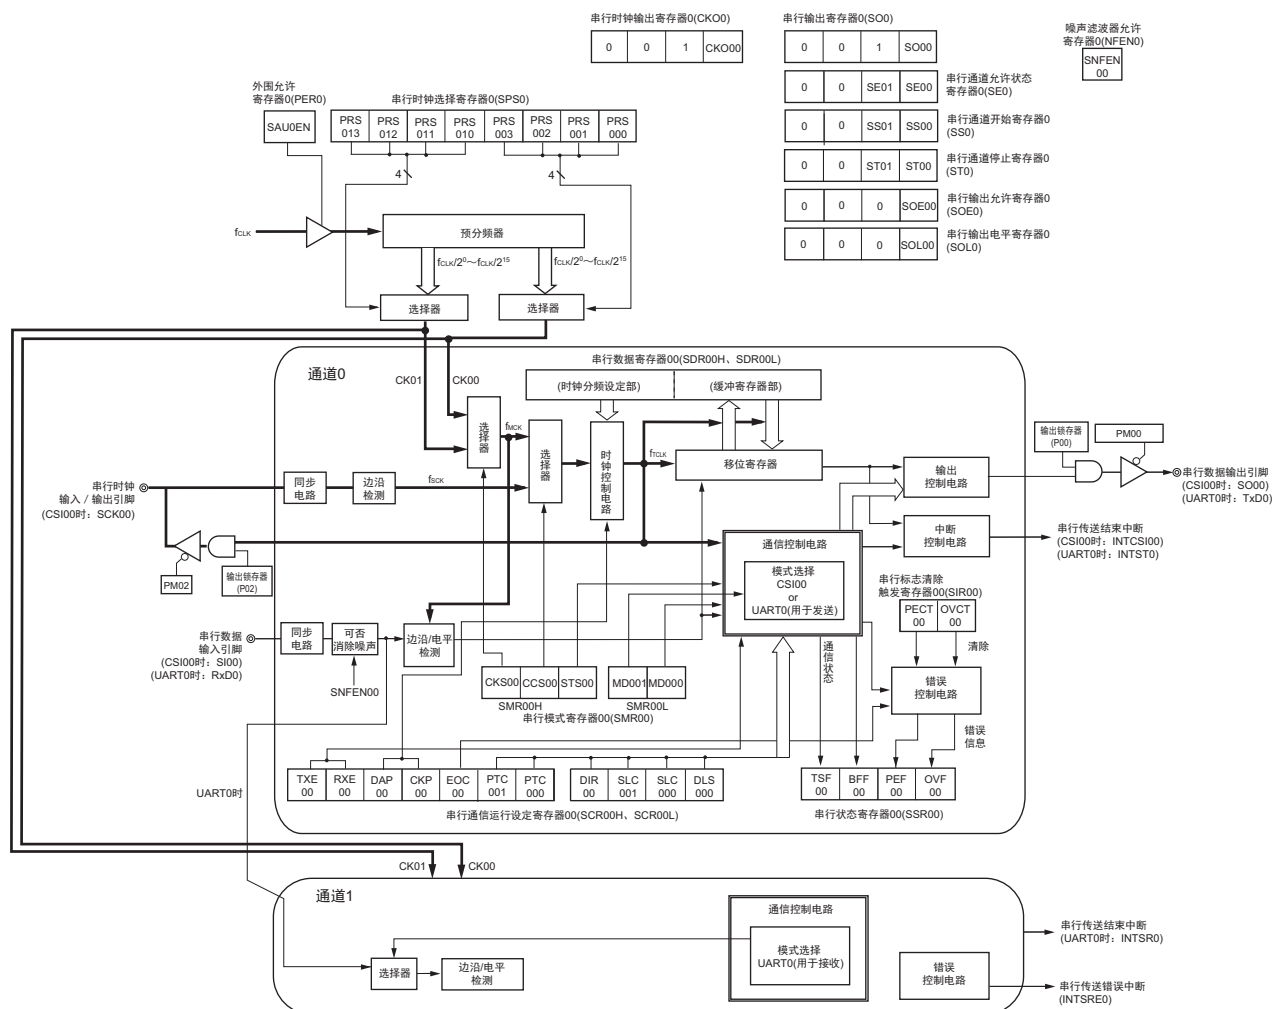 串行时钟输出寄存器0(CKO0)
0 0 1 CKO00
串行输出寄存器0(SO0)
0 0 1 SO00
噪声滤波器允许
寄存器0(NFEN0)
SNFEN
00
0 0 SE01 SE00
串行通道允许状态
寄存器0(SE0)
0 0 SS01 SS00
串行通道开始寄存器0
(SS0)
0 0 ST01 ST00
串行通道停止寄存器0
(ST0)
0 0 0 SOE00
串行输出允许寄存器0
(SOE0)
0 0 0 SOL00
串行输出电平寄存器0
(SOL0)
外围允许
寄存器0(PER0)
SAU0EN
串行时钟选择寄存器0(SPS0)
PRS PRS PRS PRS PRS PRS PRS PRS
013 012 011 010 003 002 001 000
4 4
fCLK
预分频器
fCLK/2⁰～fCLK/2¹⁵ fCLK/2⁰～fCLK/2¹⁵
选择器 选择器
通道0
CK01 CK00
串行数据寄存器00(SDR00H、SDR00L)
(时钟分频设定部) (缓冲寄存器部)
选择器
fMCK
选择器
时钟控制电路
fTCLK
移位寄存器
输出
控制电路
输出锁存器
(P00)
PM00
串行数据输出引脚
(CSI00时：SO00)
(UART0时：TxD0)
串行时钟
输入 / 输出引脚
(CSI00时：SCK00)
同步
电路
边沿
检测
fSCK
PM02
输出锁存器
(P02)
通信控制电路
模式选择
CSI00
or
UART0(用于发送)
中断
控制电路
串行传送结束中断
(CSI00时：INTCSI00)
(UART0时：INTST0)
串行标志清除
触发寄存器00(SIR00)
PECT OVCT
00 00
清除
串行数据
输入引脚
(CSI00时：SI00)
(UART0时：RxD0)
同步
电路
可否
消除噪声
SNFEN00
边沿/电平
检测
CKS00 CCS00 STS00
SMR00H
MD001 MD000
SMR00L
串行模式寄存器00(SMR00)
通信状态
错误
控制电路
错误
信息
UART0时
TXE RXE DAP CKP EOC PTC PTC
00 00 00 00 00 001 000
DIR SLC SLC DLS
00 001 000 000
串行通信运行设定寄存器00(SCR00H、SCR00L)
TSF BFF PEF OVF
00 00 00 00
串行状态寄存器00(SSR00)
CK01 CK00
通道1
选择器
边沿/电平
检测
通信控制电路
模式选择
UART0(用于接收)
错误
控制电路
串行传送结束中断
(UART0时：INTSR0)
串行传送错误中断
(INTSRE0)